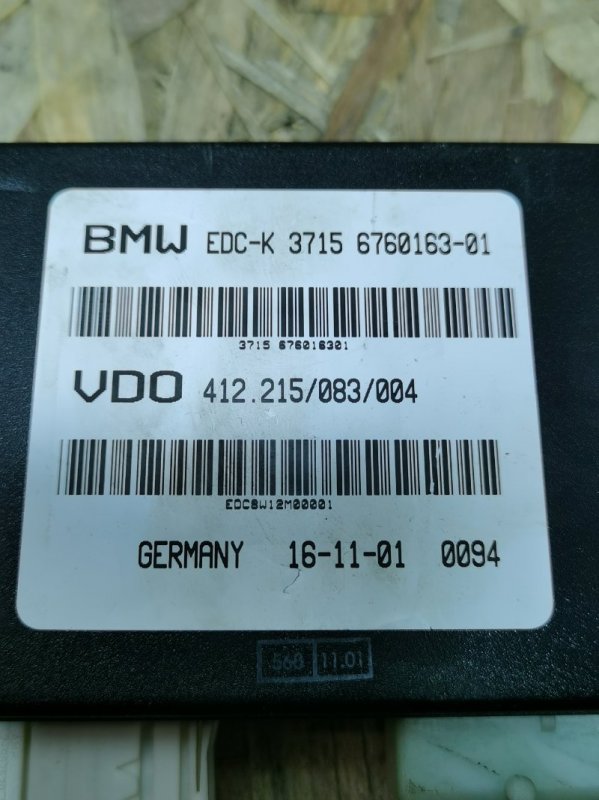 BMW EDC-K 3715 6760163-01
3715 676016301
VDO 412.215/083/004
EDC8W12M00001
GERMANY 16-11-01 0094
560 11.01